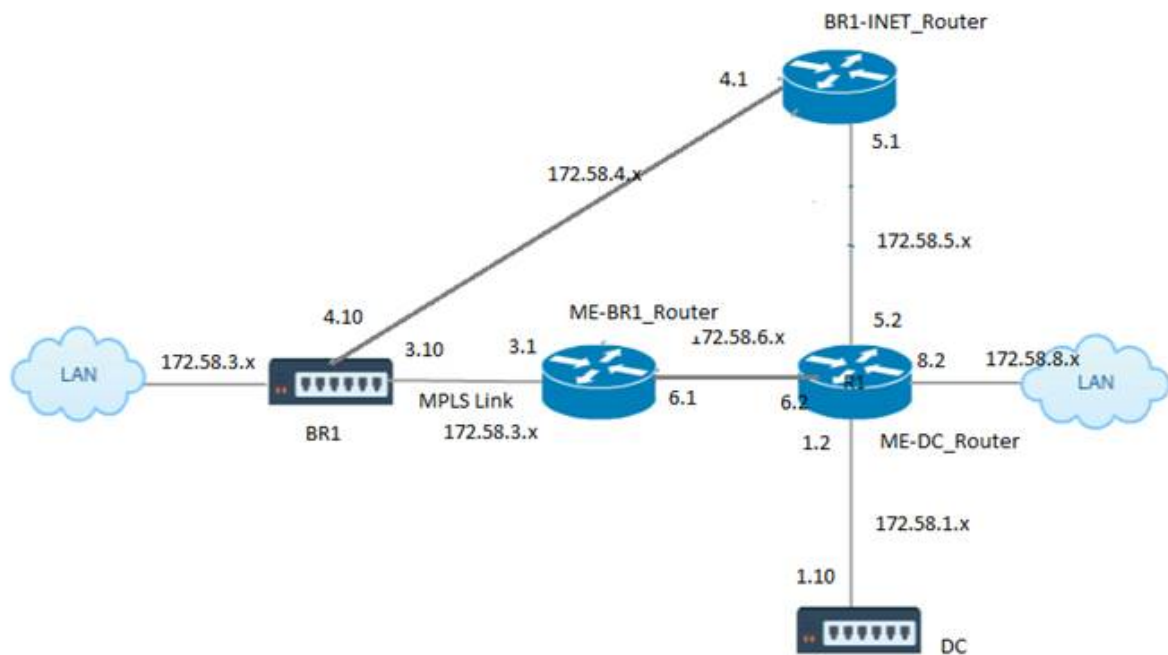 BR1-INET_Router
4.1
5.1
172.58.4.x
172.58.5.x
4.10
ME-BR1_Router
5.2
172.58.3.x
3.10
3.1
172.58.6.x
8.2
172.58.8.x
LAN
R1
LAN
MPLS Link
6.1
6.2
BR1
172.58.3.x
1.2
ME-DC_Router
172.58.1.x
1.10
DC